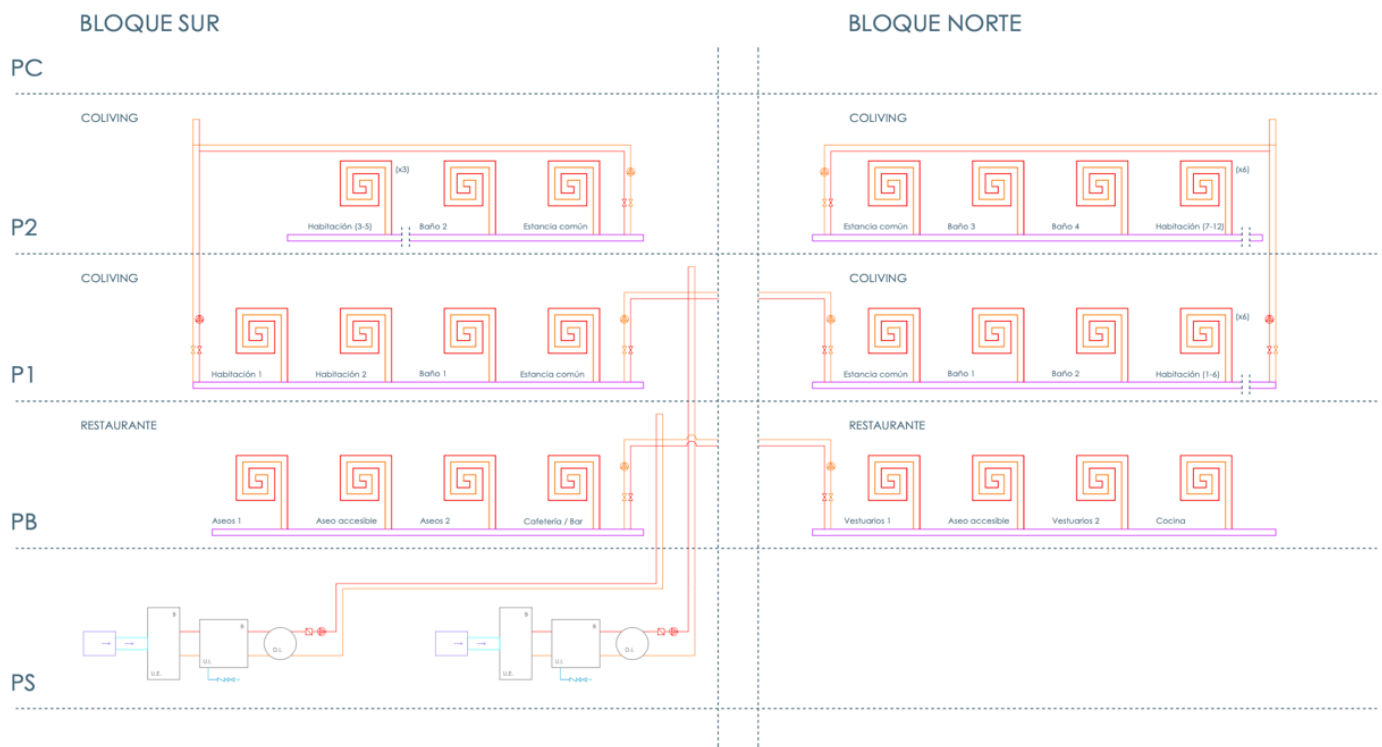 BLOQUE SUR
BLOQUE NORTE
PC
COLIVING
COLIVING
(x3)
(x6)
Habitación (3-5)
Baño 2
Estancia común
Estancia común
Baño 3
Baño 4
Habitación (7-12)
P2
COLIVING
COLIVING
(x6)
Habitación 1
Habitación 2
Baño 1
Estancia común
Estancia común
Baño 1
Baño 2
Habitación (1-6)
P1
RESTAURANTE
RESTAURANTE
Aseos 1
Aseo accesible
Aseos 2
Cafetería / Bar
Vestuarios 1
Aseo accesible
Vestuarios 2
Cocina
PB
U.E.
U.I.
D.I.
U.E.
U.I.
D.I.
PS